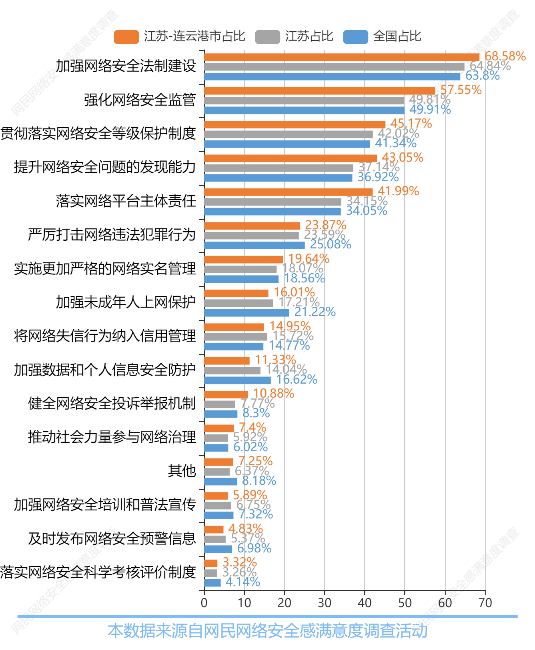 江苏-连云港市占比 江苏占比 全国占比
加强网络安全法制建设 68.58% 64.84% 63.8%
强化网络安全监管 57.55% 49.81% 49.91%
贯彻落实网络安全等级保护制度 45.17% 42.02% 41.34%
提升网络安全问题的发现能力 43.05% 37.14% 36.92%
落实网络平台主体责任 41.99% 34.15% 34.05%
严厉打击网络违法犯罪行为 23.87% 23.59% 25.08%
实施更加严格的网络实名管理 19.64% 18.07% 18.56%
加强未成年人上网保护 16.01% 17.21% 21.22%
将网络失信行为纳入信用管理 14.95% 15.72% 14.77%
加强数据和个人信息安全防护 11.33% 14.04% 16.62%
健全网络安全投诉举报机制 10.88% 7.77% 8.3%
推动社会力量参与网络治理 7.4% 5.92% 6.02%
其他 7.25% 6.37% 8.18%
加强网络安全培训和普法宣传 5.89% 6.75% 7.32%
及时发布网络安全预警信息 4.83% 5.37% 6.98%
落实网络安全科学考核评价制度 3.32% 3.26% 4.14%
0 10 20 30 40 50 60 70
本数据来源自网民网络安全感满意度调查活动
网民网络安全感满意度调查